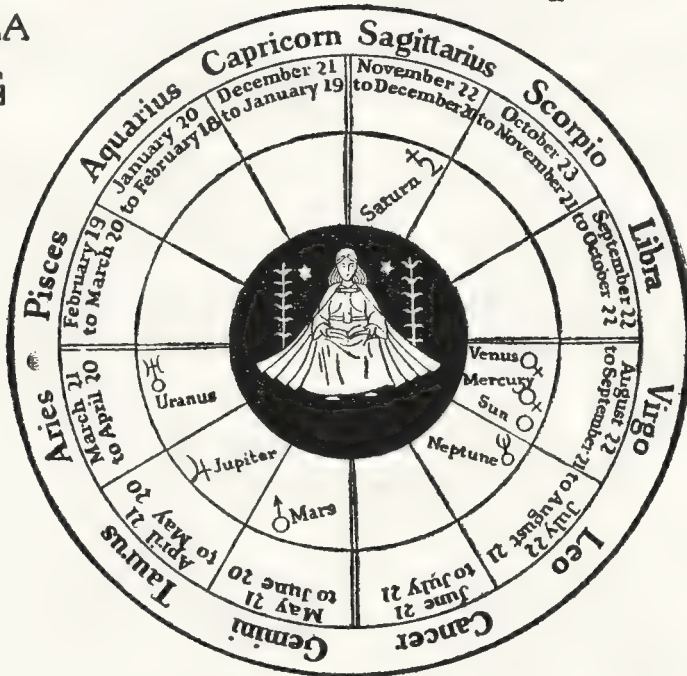 LA
Capricorn
December 21
to January 19
Sagittarius
November 22
to December 20
Scorpio
October 23
to November 21
Libra
September 22
to October 22
Virgo
August 22
to September 21
Leo
July 22
to August 21
Cancer
June 21
to July 21
Gemini
May 21
to June 20
Taurus
April 21
to May 20
Aries
March 21
to April 20
Pisces
February 19
to March 20
Aquarius
January 20
to February 18
Saturn
Venus
Mercury
Sun
Neptune
Uranus
Jupiter
Mars